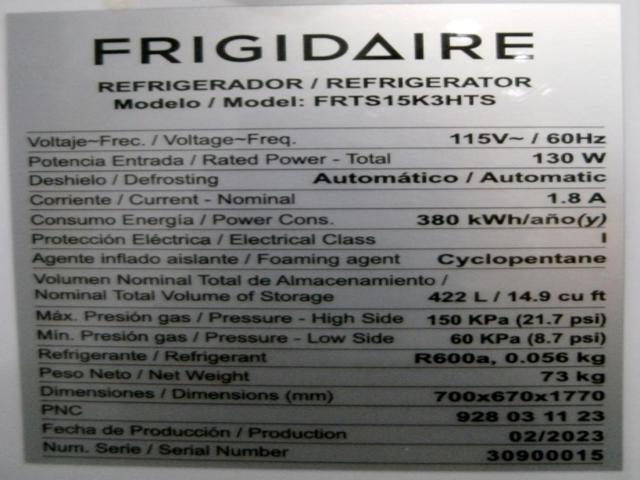 FRIGIDAIRE
REFRIGERADOR / REFRIGERATOR
Modelo / Model: FRTS15K3HTS
Voltaje~Frec. / Voltage~Freq. 115V~ / 60Hz
Potencia Entrada / Rated Power - Total 130 W
Deshielo / Defrosting Automático / Automatic
Corriente / Current - Nominal 1.8 A
Consumo Energía / Power Cons. 380 kWh/año(y)
Protección Eléctrica / Electrical Class I
Agente inflado aislante / Foaming agent Cyclopentane
Volumen Nominal Total de Almacenamiento /
Nominal Total Volume of Storage 422 L / 14.9 cu ft
Máx. Presión gas / Pressure - High Side 150 KPa (21.7 psi)
Mín. Presión gas / Pressure - Low Side 60 KPa (8.7 psi)
Refrigerante / Refrigerant R600a, 0.056 kg
Peso Neto / Net Weight 73 kg
Dimensiones / Dimensions (mm) 700x670x1770
PNC 928 03 11 23
Fecha de Producción / Production 02/2023
Num. Serie / Serial Number 30900015